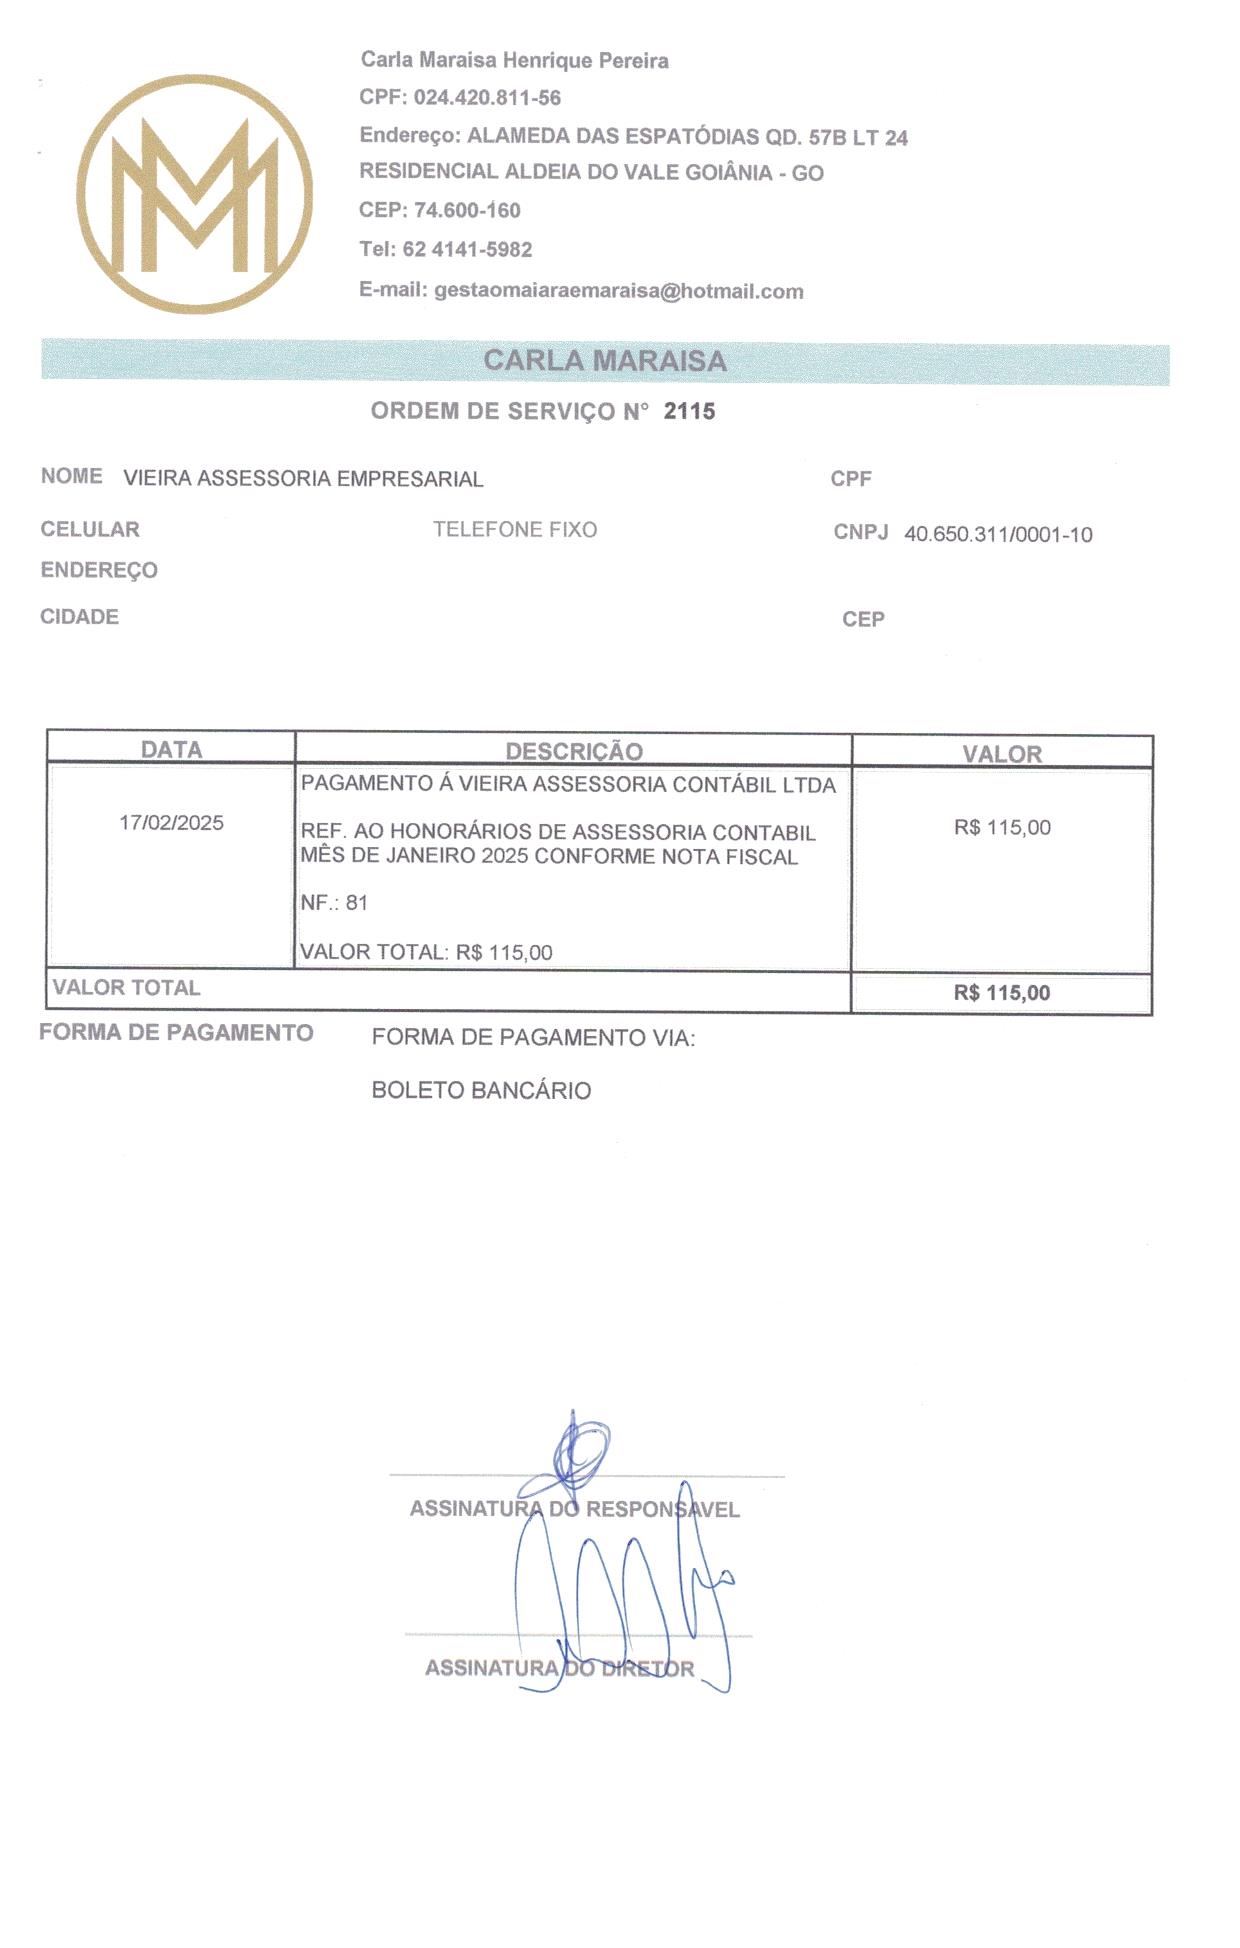 Carla Maraisa Henrique Pereira
CPF: 024.420.811-56
Endereço: ALAMEDA DAS ESPATÓDIAS QD. 57B LT 24
RESIDENCIAL ALDEIA DO VALE GOIÂNIA - GO
CEP: 74.600-160
Tel: 62 4141-5982
E-mail: gestaomaiaraemaraisa@hotmail.com
CARLA MARAISA
ORDEM DE SERVIÇO N° 2115
NOME VIEIRA ASSESSORIA EMPRESARIAL CPF
CELULAR TELEFONE FIXO CNPJ 40.650.311/0001-10
ENDEREÇO
CIDADE CEP
DATA DESCRIÇÃO VALOR
PAGAMENTO Á VIEIRA ASSESSORIA CONTÁBIL LTDA
17/02/2025 REF. AO HONORÁRIOS DE ASSESSORIA CONTABIL R$ 115,00
MÊS DE JANEIRO 2025 CONFORME NOTA FISCAL
NF.: 81
VALOR TOTAL: R$ 115,00
VALOR TOTAL R$ 115,00
FORMA DE PAGAMENTO FORMA DE PAGAMENTO VIA:
BOLETO BANCÁRIO
ASSINATURA DO RESPONSAVEL
ASSINATURA DO DIRETOR